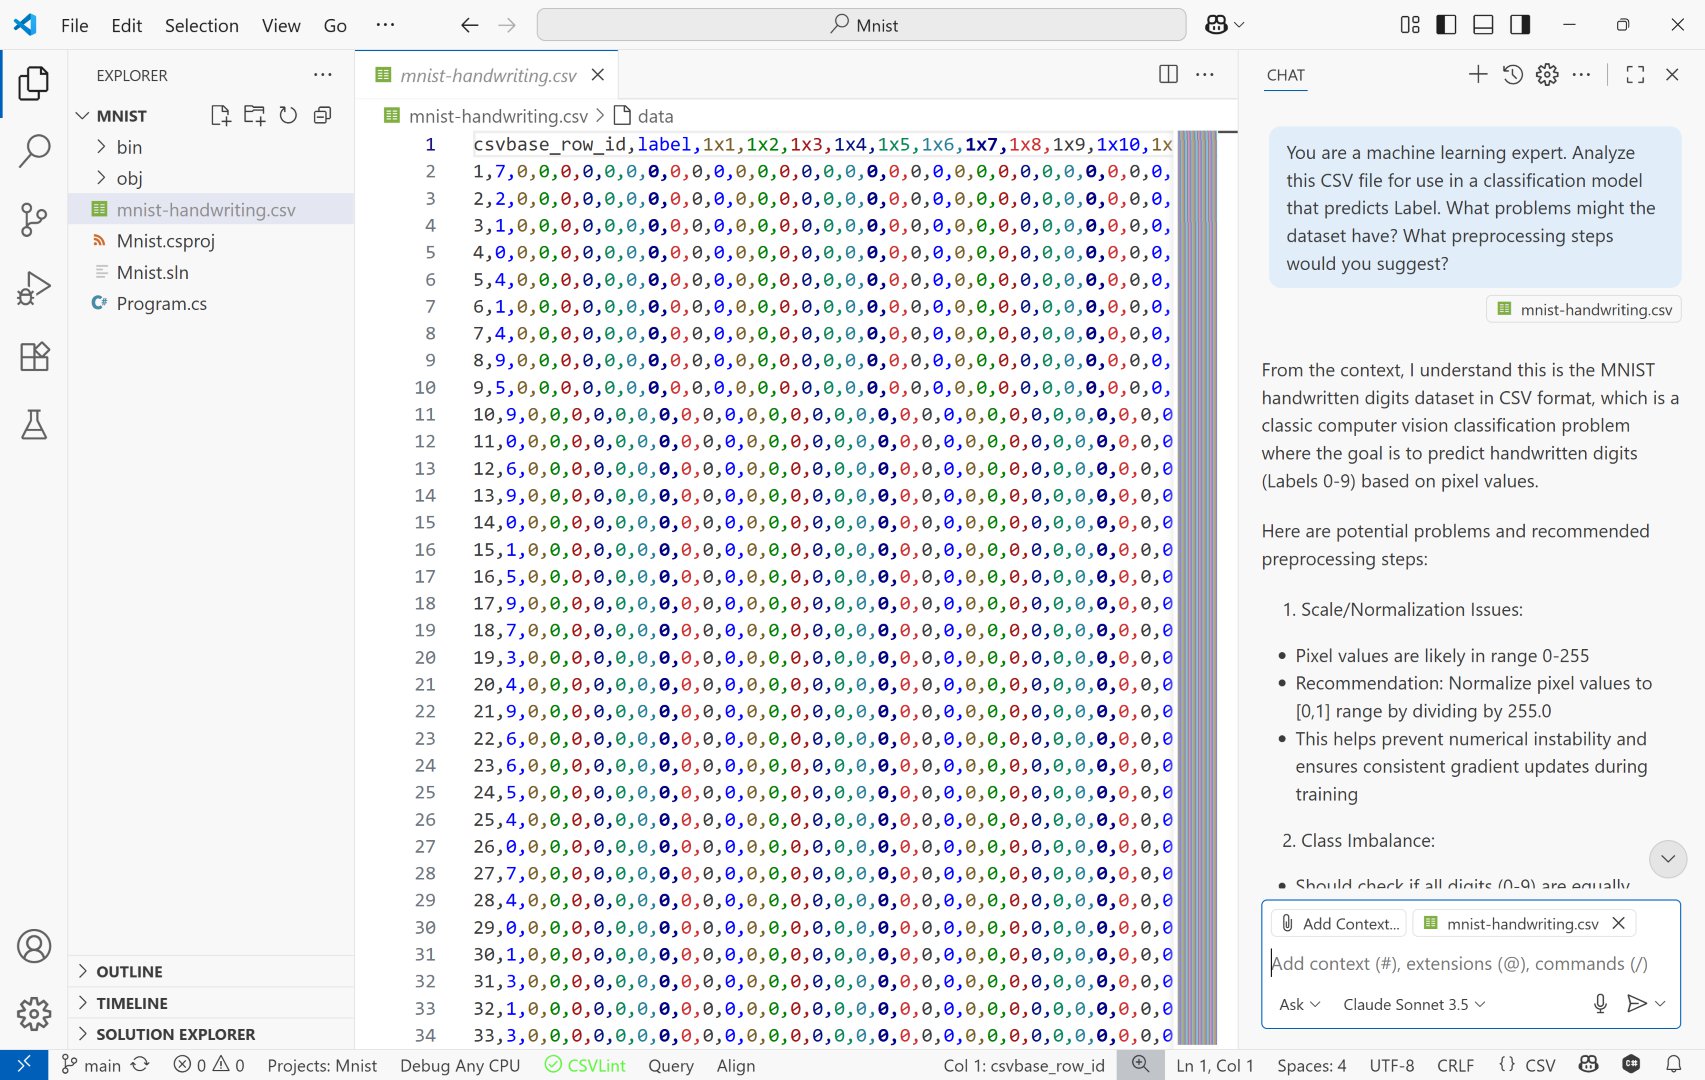 File Edit Selection View Go ··· Mnist
EXPLORER ···
MNIST
bin
obj
mnist-handwriting.csv
Mnist.csproj
Mnist.sln
C# Program.cs
OUTLINE
TIMELINE
SOLUTION EXPLORER
mnist-handwriting.csv
mnist-handwriting.csv > data
1 csvbase_row_id,label,1x1,1x2,1x3,1x4,1x5,1x6,1x7,1x8,1x9,1x10,1x
2 1,7,0,0,0,0,0,0,0,0,0,0,0,0,0,0,0,0,0,0,0,0,0,0,0,0,0,0,0,0,0,0,
3 2,2,0,0,0,0,0,0,0,0,0,0,0,0,0,0,0,0,0,0,0,0,0,0,0,0,0,0,0,0,0,0,
4 3,1,0,0,0,0,0,0,0,0,0,0,0,0,0,0,0,0,0,0,0,0,0,0,0,0,0,0,0,0,0,0,
5 4,0,0,0,0,0,0,0,0,0,0,0,0,0,0,0,0,0,0,0,0,0,0,0,0,0,0,0,0,0,0,0,
6 5,4,0,0,0,0,0,0,0,0,0,0,0,0,0,0,0,0,0,0,0,0,0,0,0,0,0,0,0,0,0,0,
7 6,1,0,0,0,0,0,0,0,0,0,0,0,0,0,0,0,0,0,0,0,0,0,0,0,0,0,0,0,0,0,0,
8 7,4,0,0,0,0,0,0,0,0,0,0,0,0,0,0,0,0,0,0,0,0,0,0,0,0,0,0,0,0,0,0,
9 8,9,0,0,0,0,0,0,0,0,0,0,0,0,0,0,0,0,0,0,0,0,0,0,0,0,0,0,0,0,0,0,
10 9,5,0,0,0,0,0,0,0,0,0,0,0,0,0,0,0,0,0,0,0,0,0,0,0,0,0,0,0,0,0,0,
11 10,9,0,0,0,0,0,0,0,0,0,0,0,0,0,0,0,0,0,0,0,0,0,0,0,0,0,0,0,0,0,0
12 11,0,0,0,0,0,0,0,0,0,0,0,0,0,0,0,0,0,0,0,0,0,0,0,0,0,0,0,0,0,0,0
13 12,6,0,0,0,0,0,0,0,0,0,0,0,0,0,0,0,0,0,0,0,0,0,0,0,0,0,0,0,0,0,0
14 13,9,0,0,0,0,0,0,0,0,0,0,0,0,0,0,0,0,0,0,0,0,0,0,0,0,0,0,0,0,0,0
15 14,0,0,0,0,0,0,0,0,0,0,0,0,0,0,0,0,0,0,0,0,0,0,0,0,0,0,0,0,0,0,0
16 15,1,0,0,0,0,0,0,0,0,0,0,0,0,0,0,0,0,0,0,0,0,0,0,0,0,0,0,0,0,0,0
17 16,5,0,0,0,0,0,0,0,0,0,0,0,0,0,0,0,0,0,0,0,0,0,0,0,0,0,0,0,0,0,0
18 17,9,0,0,0,0,0,0,0,0,0,0,0,0,0,0,0,0,0,0,0,0,0,0,0,0,0,0,0,0,0,0
19 18,7,0,0,0,0,0,0,0,0,0,0,0,0,0,0,0,0,0,0,0,0,0,0,0,0,0,0,0,0,0,0
20 19,3,0,0,0,0,0,0,0,0,0,0,0,0,0,0,0,0,0,0,0,0,0,0,0,0,0,0,0,0,0,0
21 20,4,0,0,0,0,0,0,0,0,0,0,0,0,0,0,0,0,0,0,0,0,0,0,0,0,0,0,0,0,0,0
22 21,9,0,0,0,0,0,0,0,0,0,0,0,0,0,0,0,0,0,0,0,0,0,0,0,0,0,0,0,0,0,0
23 22,6,0,0,0,0,0,0,0,0,0,0,0,0,0,0,0,0,0,0,0,0,0,0,0,0,0,0,0,0,0,0
24 23,6,0,0,0,0,0,0,0,0,0,0,0,0,0,0,0,0,0,0,0,0,0,0,0,0,0,0,0,0,0,0
25 24,5,0,0,0,0,0,0,0,0,0,0,0,0,0,0,0,0,0,0,0,0,0,0,0,0,0,0,0,0,0,0
26 25,4,0,0,0,0,0,0,0,0,0,0,0,0,0,0,0,0,0,0,0,0,0,0,0,0,0,0,0,0,0,0
27 26,0,0,0,0,0,0,0,0,0,0,0,0,0,0,0,0,0,0,0,0,0,0,0,0,0,0,0,0,0,0,0
28 27,7,0,0,0,0,0,0,0,0,0,0,0,0,0,0,0,0,0,0,0,0,0,0,0,0,0,0,0,0,0,0
29 28,4,0,0,0,0,0,0,0,0,0,0,0,0,0,0,0,0,0,0,0,0,0,0,0,0,0,0,0,0,0,0
30 29,0,0,0,0,0,0,0,0,0,0,0,0,0,0,0,0,0,0,0,0,0,0,0,0,0,0,0,0,0,0,0
31 30,1,0,0,0,0,0,0,0,0,0,0,0,0,0,0,0,0,0,0,0,0,0,0,0,0,0,0,0,0,0,0
32 31,3,0,0,0,0,0,0,0,0,0,0,0,0,0,0,0,0,0,0,0,0,0,0,0,0,0,0,0,0,0,0
33 32,1,0,0,0,0,0,0,0,0,0,0,0,0,0,0,0,0,0,0,0,0,0,0,0,0,0,0,0,0,0,0
34 33,3,0,0,0,0,0,0,0,0,0,0,0,0,0,0,0,0,0,0,0,0,0,0,0,0,0,0,0,0,0,0
CHAT
You are a machine learning expert. Analyze
this CSV file for use in a classification model
that predicts Label. What problems might the
dataset have? What preprocessing steps
would you suggest?
mnist-handwriting.csv
From the context, I understand this is the MNIST
handwritten digits dataset in CSV format, which is a
classic computer vision classification problem
where the goal is to predict handwritten digits
(Labels 0-9) based on pixel values.
Here are potential problems and recommended
preprocessing steps:
1. Scale/Normalization Issues:
• Pixel values are likely in range 0-255
• Recommendation: Normalize pixel values to
[0,1] range by dividing by 255.0
• This helps prevent numerical instability and
ensures consistent gradient updates during
training
2. Class Imbalance:
• Should check if all digits (0-9) are equally
Add Context... mnist-handwriting.csv
Add context (#), extensions (@), commands (/)
Ask Claude Sonnet 3.5
main 0 0 Projects: Mnist Debug Any CPU CSVLint Query Align Col 1: csvbase_row_id Ln 1, Col 1 Spaces: 4 UTF-8 CRLF {} CSV